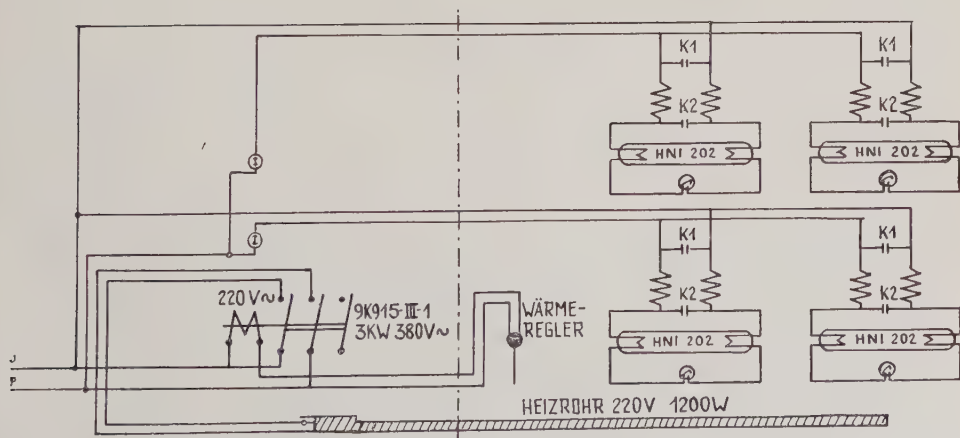 K1
K1
K2
K2
HNI 202
HNI 202
K1
K1
220V~
9K915-III-1
3KW 380V~
WÄRME-
REGLER
K2
K2
HNI 202
HNI 202
J
P
HEIZROHR 220V 1200W